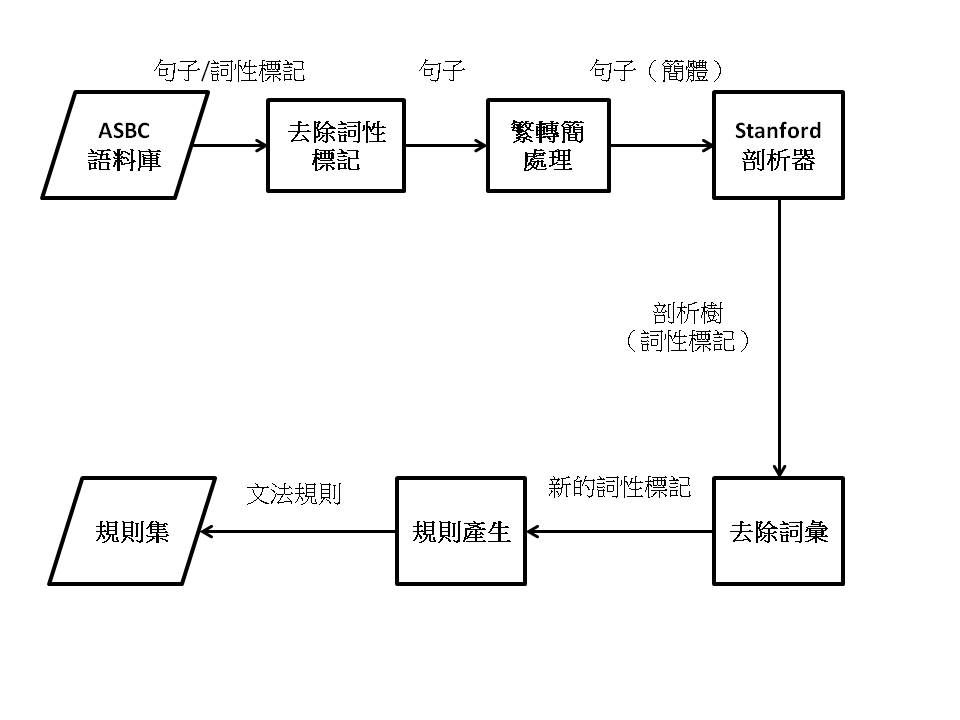 句子/詞性標記
句子
句子（簡體）
ASBC
語料庫
去除詞性
標記
繁轉簡
處理
Stanford
剖析器
剖析樹
（詞性標記）
文法規則
新的詞性標記
規則集
規則產生
去除詞彙